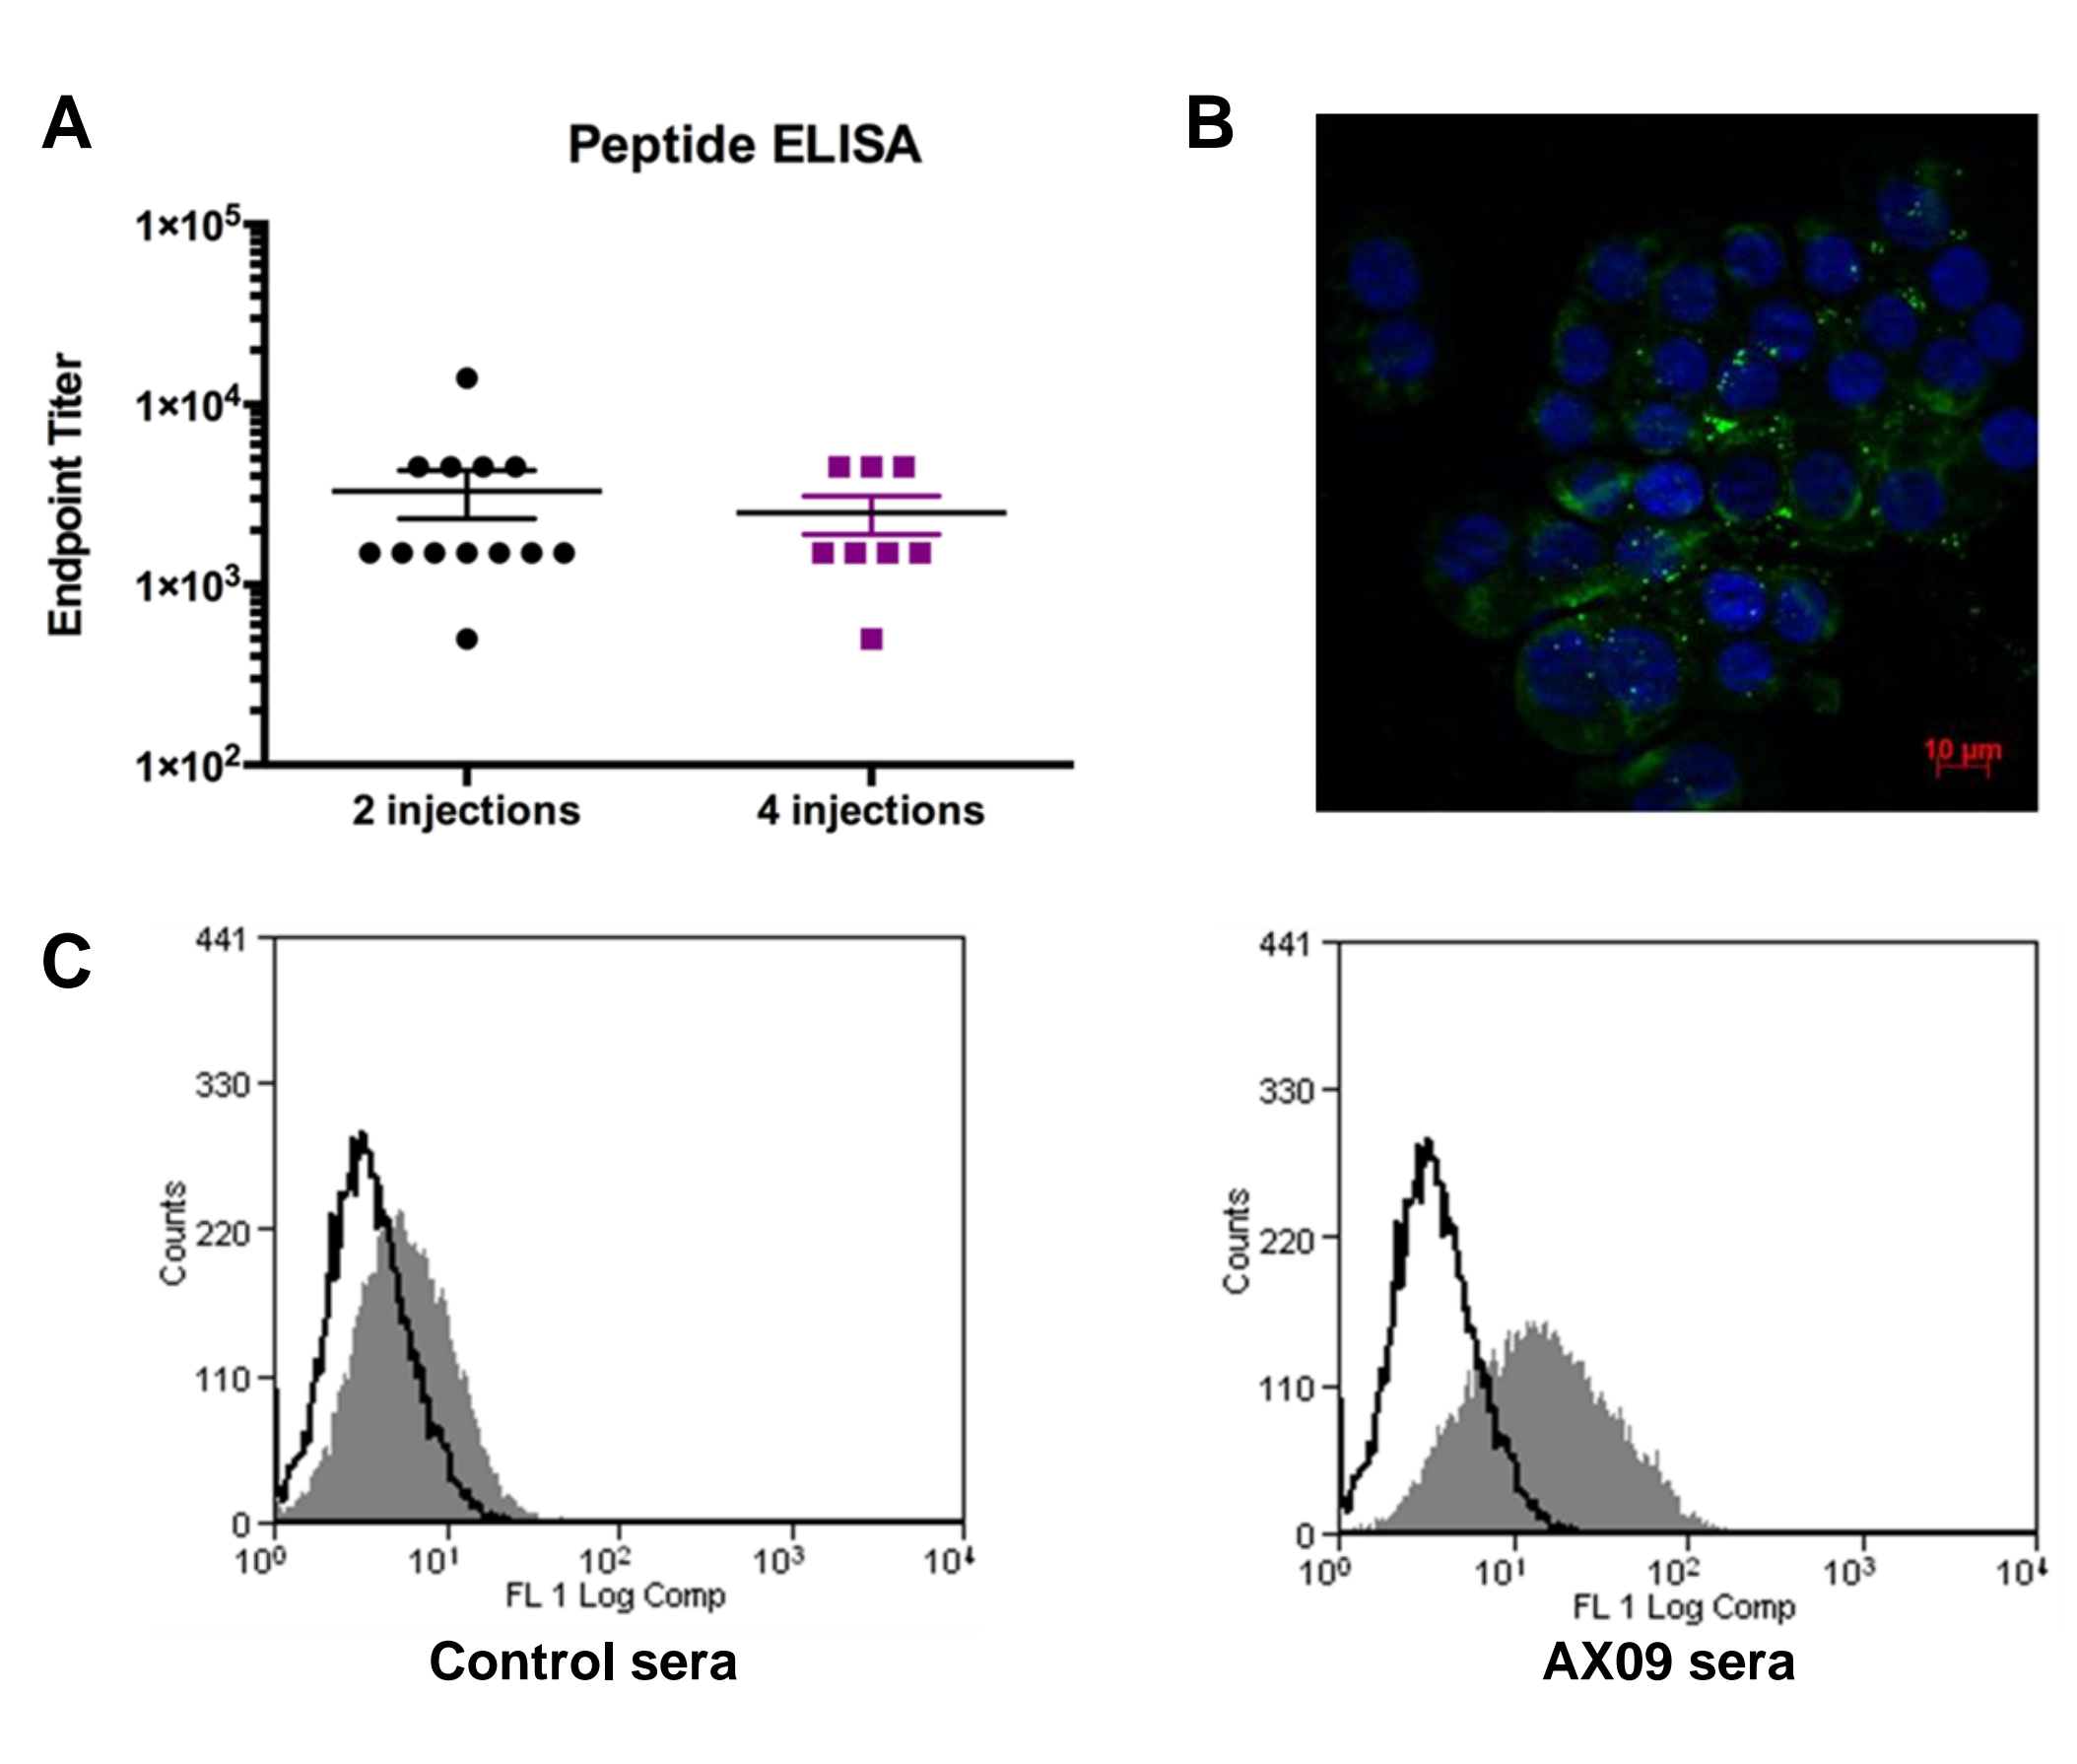 A
Peptide ELISA
Endpoint Titer
1×10⁵
1×10⁴
1×10³
1×10²
2 injections
4 injections
B
10 µm
C
Counts
441
330
220
110
0
10⁰
10¹
10²
10³
10⁴
FL 1 Log Comp
Control sera
Counts
441
330
220
110
0
10⁰
10¹
10²
10³
10⁴
FL 1 Log Comp
AX09 sera